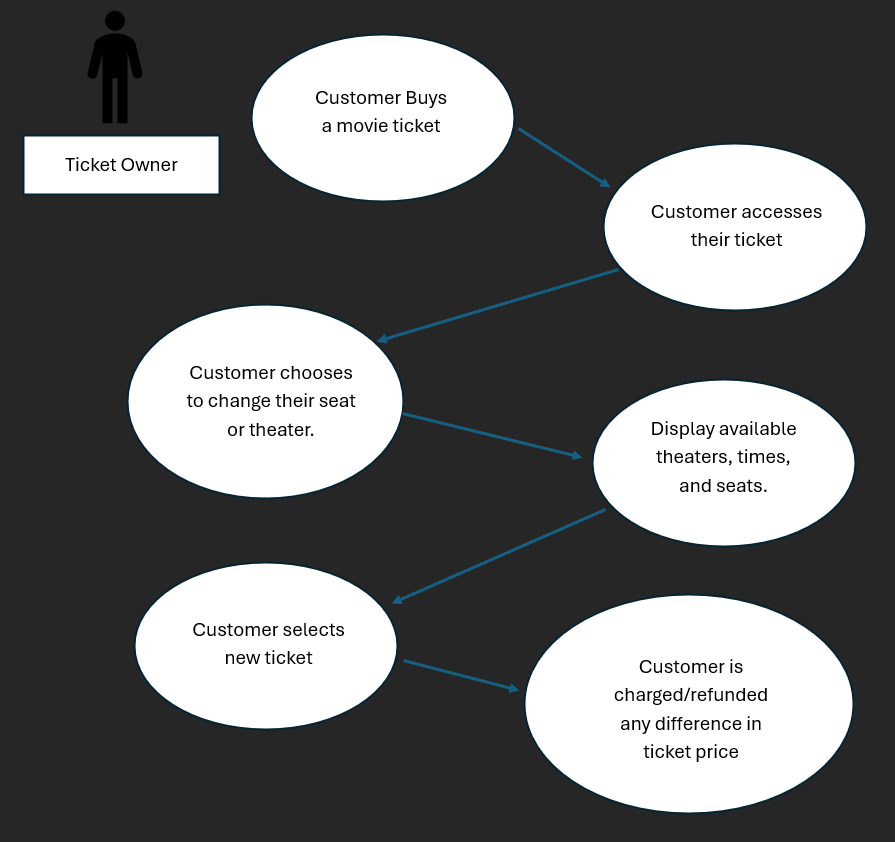 Ticket Owner
Customer Buys
a movie ticket
Customer accesses
their ticket
Customer chooses
to change their seat
or theater.
Display available
theaters, times,
and seats.
Customer selects
new ticket
Customer is
charged/refunded
any difference in
ticket price